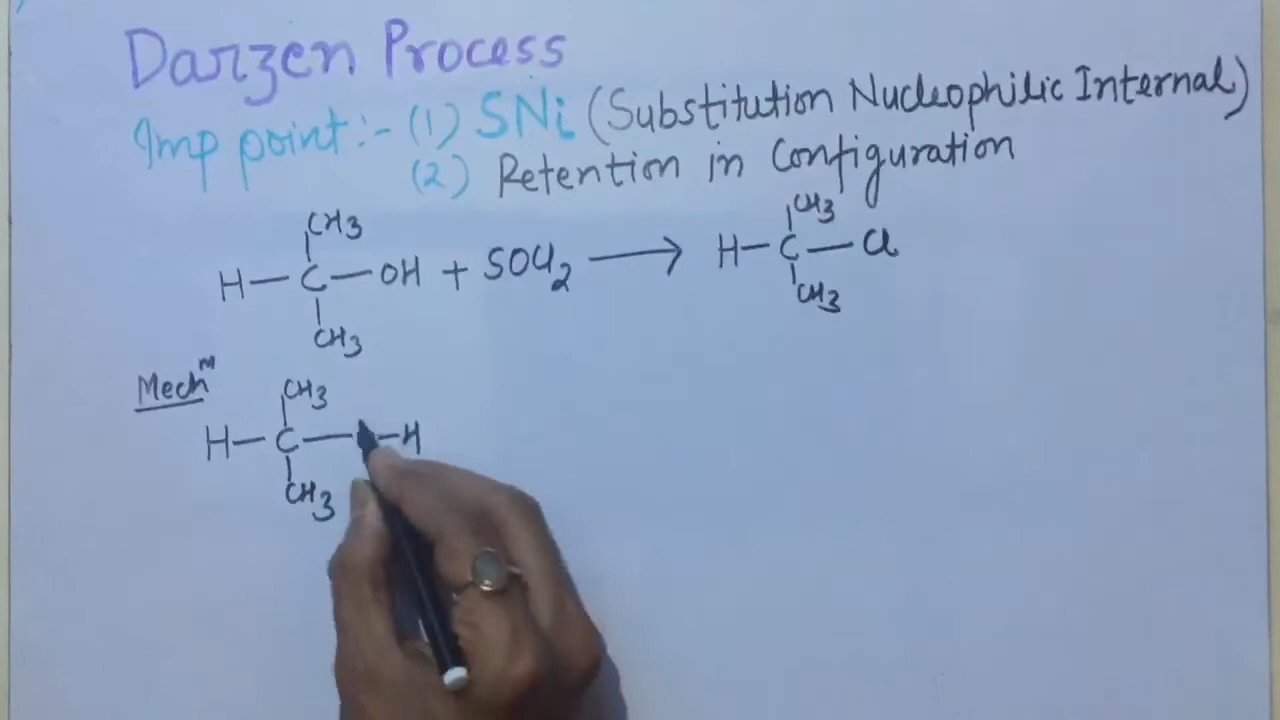 Darzen Process
Imp point :- (1) SNi (Substitution Nucleophilic Internal)
(2) Retention in Configuration
CH3 CH3
H—C—OH + SOCl2 ⟶ H—C—Cl
CH3 CH3
Mechm
CH3
H—C— —H
CH3